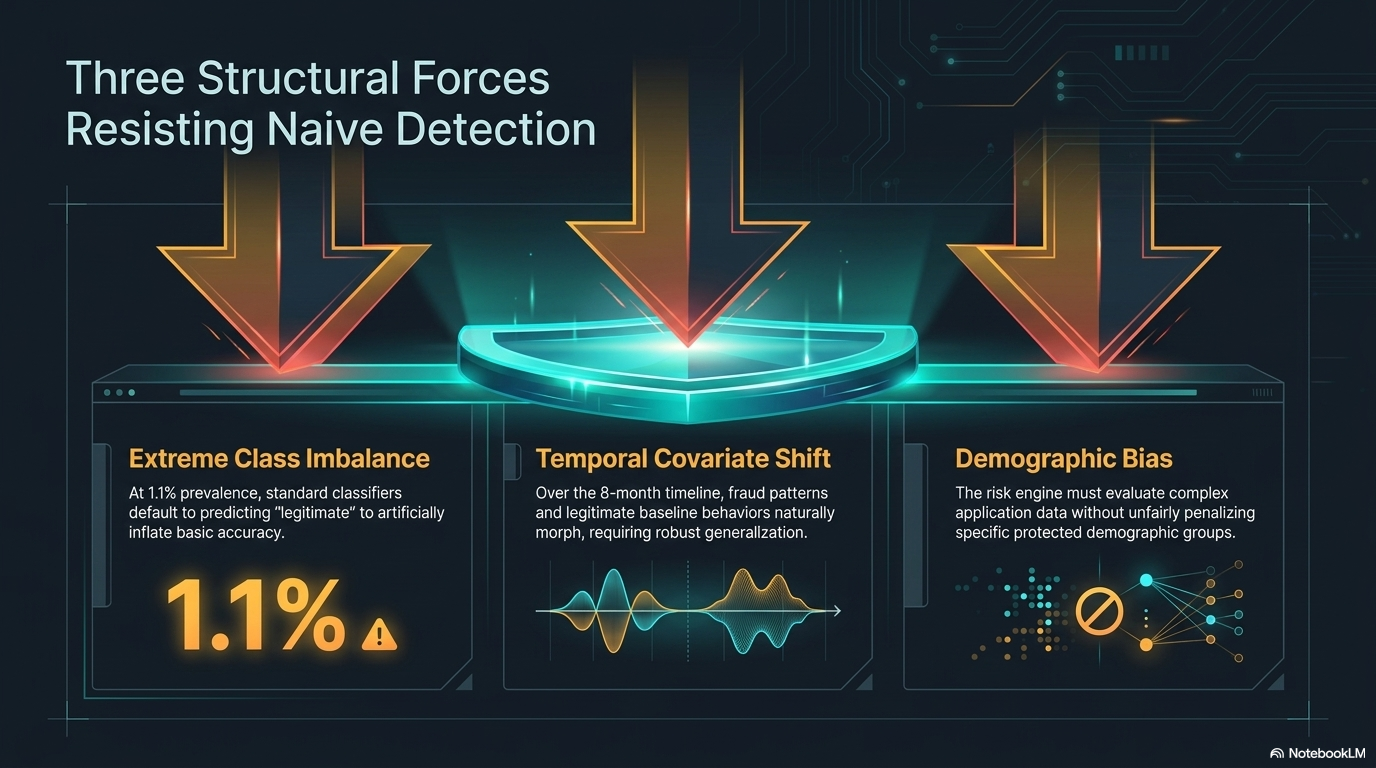 Three Structural Forces
Resisting Naive Detection
Extreme Class Imbalance
At 1.1% prevalence, standard classifiers
default to predicting "legitimate" to artificially
inflate basic accuracy.
1.1%
Temporal Covariate Shift
Over the 8-month timeline, fraud patterns
and legitimate baseline behaviors naturally
morph, requiring robust generalization.
Demographic Bias
The risk engine must evaluate complex
application data without unfairly penalizing
specific protected demographic groups.
NotebookLM